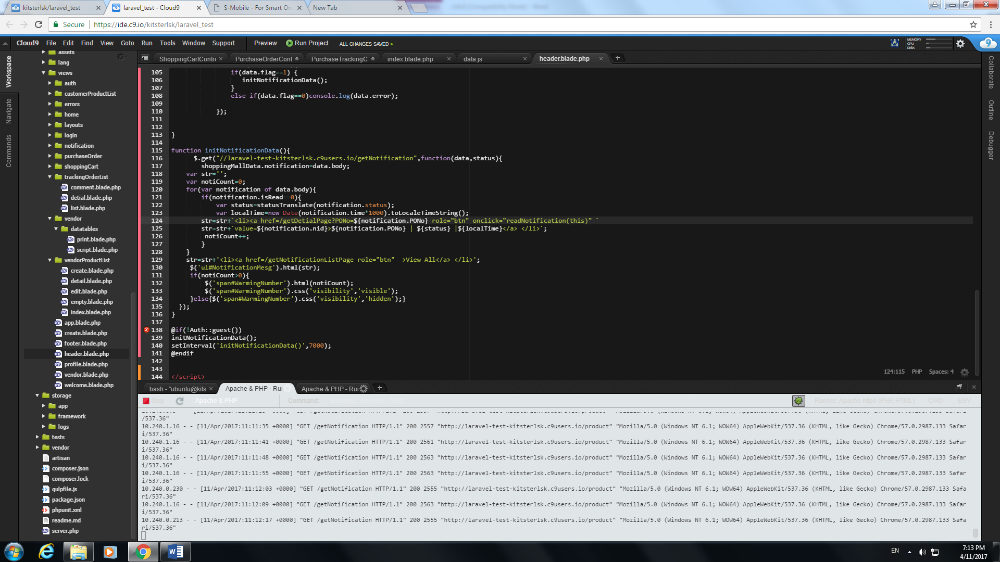 kitsterlsk/laravel_test
laravel_test - Cloud9
S-Mobile - For Smart On
New Tab
Secure
https://ide.c9.io/kitsterlsk/laravel_test
Cloud9 File Edit Find View Goto Run Tools Window Support Preview Run Project ALL CHANGES SAVED
MEMORY
CPU
DISK
Workspace
Navigate
Commands
Collaborate
Outline
Debugger
assets
lang
views
auth
customerProductList
errors
home
layouts
login
notification
purchaseOrder
shoppingCart
trackingOrderList
comment.blade.php
detial.blade.php
list.blade.php
vendor
datatables
print.blade.php
script.blade.php
vendorProductList
create.blade.php
detail.blade.php
edit.blade.php
empty.blade.php
index.blade.php
app.blade.php
create.blade.php
footer.blade.php
header.blade.php
profile.blade.php
vendor.blade.php
welcome.blade.php
storage
app
framework
logs
tests
vendor
artisan
composer.json
composer.lock
gulpfile.js
package.json
phpunit.xml
readme.md
server.php
ShoppingCartContro PurchaseOrderCont PurchaseTrackingC index.blade.php data.js header.blade.php
105 if(data.flag==1) {
106 initNotificationData();
107 }
108 else if(data.flag==0)console.log(data.error);
109
110 });
111
112
113 }
114
115 function initNotificationData(){
116 $.get("//laravel-test-kitsterlsk.c9users.io/getNotification",function(data,status){
117 shoppingMallData.notification=data.body;
118 var str='';
119 var notiCount=0;
120 for(var notification of data.body){
121 if(notification.isRead==0){
122 var status=statusTranslate(notification.status);
123 var localTime=new Date(notification.time*1000).toLocaleTimeString();
124 str=str+`<li><a href=/getDetialPage?PONo=${notification.PONo} role="btn" onclick="readNotification(this)" `
125 str=str+`value=${notification.nid}>${notification.PONo} | ${status} |${localTime}</a> </li>`;
126 notiCount++;
127 }
128 }
129 str=str+'<li><a href=/getNotificationListPage role="btn"  >View All</a> </li>';
130 $('ul#NotificationMesg').html(str);
131 if(notiCount>0){
132 $('span#WarmingNumber').html(notiCount);
133 $('span#WarmingNumber').css('visibility','visible');
134 }else{$('span#WarmingNumber').css('visibility','hidden');}
135 });
136 }
137
138 @if(!Auth::guest())
139 initNotificationData();
140 setInterval('initNotificationData()',7000);
141 @endif
142
143
144 </script>
124:115 PHP Spaces: 4
bash - "ubuntu@kits Apache & PHP - Rur Apache & PHP - Rur
Stop Apache & PHP Command: Runner: Apache httpd (PHP, HTML) CWD ENV
/537.36"
10.240.1.16 - - [11/Apr/2017:11:11:35 +0000] "GET /getNotification HTTP/1.1" 200 2557 "http://laravel-test-kitsterlsk.c9users.io/product" "Mozilla/5.0 (Windows NT 6.1; WOW64) AppleWebKit/537.36 (KHTML, like Gecko) Chrome/57.0.2987.133 Safar
i/537.36"
10.240.1.16 - - [11/Apr/2017:11:11:41 +0000] "GET /getNotification HTTP/1.1" 200 2561 "http://laravel-test-kitsterlsk.c9users.io/product" "Mozilla/5.0 (Windows NT 6.1; WOW64) AppleWebKit/537.36 (KHTML, like Gecko) Chrome/57.0.2987.133 Safar
i/537.36"
10.240.1.16 - - [11/Apr/2017:11:11:48 +0000] "GET /getNotification HTTP/1.1" 200 2563 "http://laravel-test-kitsterlsk.c9users.io/product" "Mozilla/5.0 (Windows NT 6.1; WOW64) AppleWebKit/537.36 (KHTML, like Gecko) Chrome/57.0.2987.133 Safar
i/537.36"
10.240.1.16 - - [11/Apr/2017:11:11:55 +0000] "GET /getNotification HTTP/1.1" 200 2563 "http://laravel-test-kitsterlsk.c9users.io/product" "Mozilla/5.0 (Windows NT 6.1; WOW64) AppleWebKit/537.36 (KHTML, like Gecko) Chrome/57.0.2987.133 Safar
i/537.36"
10.240.0.230 - - [11/Apr/2017:11:12:03 +0000] "GET /getNotification HTTP/1.1" 200 2555 "http://laravel-test-kitsterlsk.c9users.io/product" "Mozilla/5.0 (Windows NT 6.1; WOW64) AppleWebKit/537.36 (KHTML, like Gecko) Chrome/57.0.2987.133 Safa
ri/537.36"
10.240.1.16 - - [11/Apr/2017:11:12:09 +0000] "GET /getNotification HTTP/1.1" 200 2563 "http://laravel-test-kitsterlsk.c9users.io/product" "Mozilla/5.0 (Windows NT 6.1; WOW64) AppleWebKit/537.36 (KHTML, like Gecko) Chrome/57.0.2987.133 Safar
i/537.36"
10.240.0.213 - - [11/Apr/2017:11:12:17 +0000] "GET /getNotification HTTP/1.1" 200 2555 "http://laravel-test-kitsterlsk.c9users.io/product" "Mozilla/5.0 (Windows NT 6.1; WOW64) AppleWebKit/537.36 (KHTML, like Gecko) Chrome/57.0.2987.133 Safa
ri/537.36"
EN
7:13 PM
4/11/2017